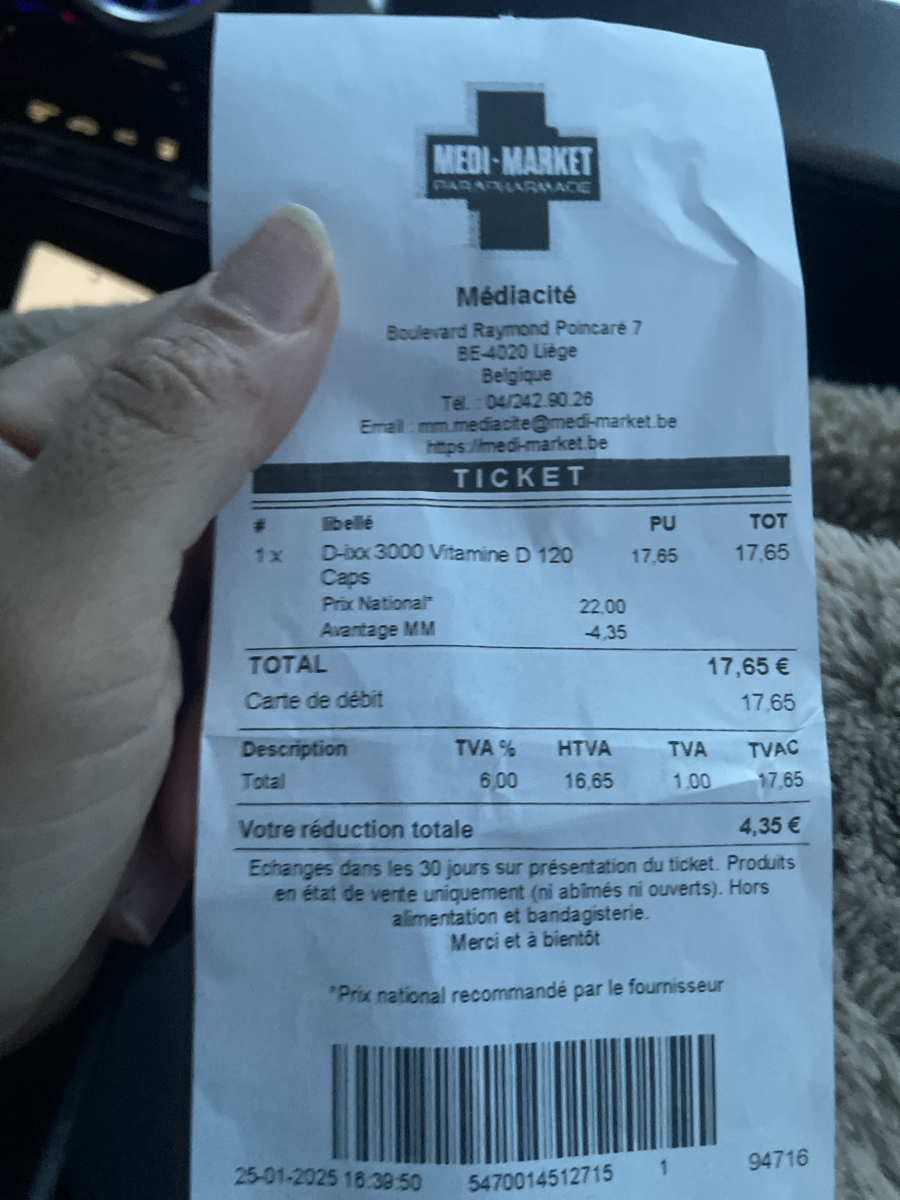 MEDI-MARKET
PARAPHARMACIE
Médiacité
Boulevard Raymond Poincaré 7
BE-4020 Liège
Belgique
Tél. : 04/242.90.26
Email : mm.mediacite@medi-market.be
https://medi-market.be
TICKET
# libellé PU TOT
1 x D-ixx 3000 Vitamine D 120 17,65 17,65
Caps
Prix National* 22,00
Avantage MM -4,35
TOTAL 17,65 €
Carte de débit 17,65
Description TVA % HTVA TVA TVAC
Total 6,00 16,65 1,00 17,65
Votre réduction totale 4,35 €
Echanges dans les 30 jours sur présentation du ticket. Produits
en état de vente uniquement (ni abîmés ni ouverts). Hors
alimentation et bandagisterie.
Merci et à bientôt
*Prix national recommandé par le fournisseur
25-01-2025 16:39:50 5470014512715 1 94716